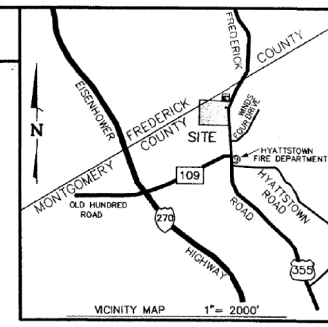 FREDERICK
COUNTY
EISENHOWER
FREDERICK
COUNTY
MONTGOMERY
SITE
N
HYATTSTOWN
FIRE DEPARTMENT
109
HYATTSTOWN
ROAD
OLD HUNDRED
ROAD
ROAD
270
HIGHWAY
355
VICINITY MAP 1"= 2000'